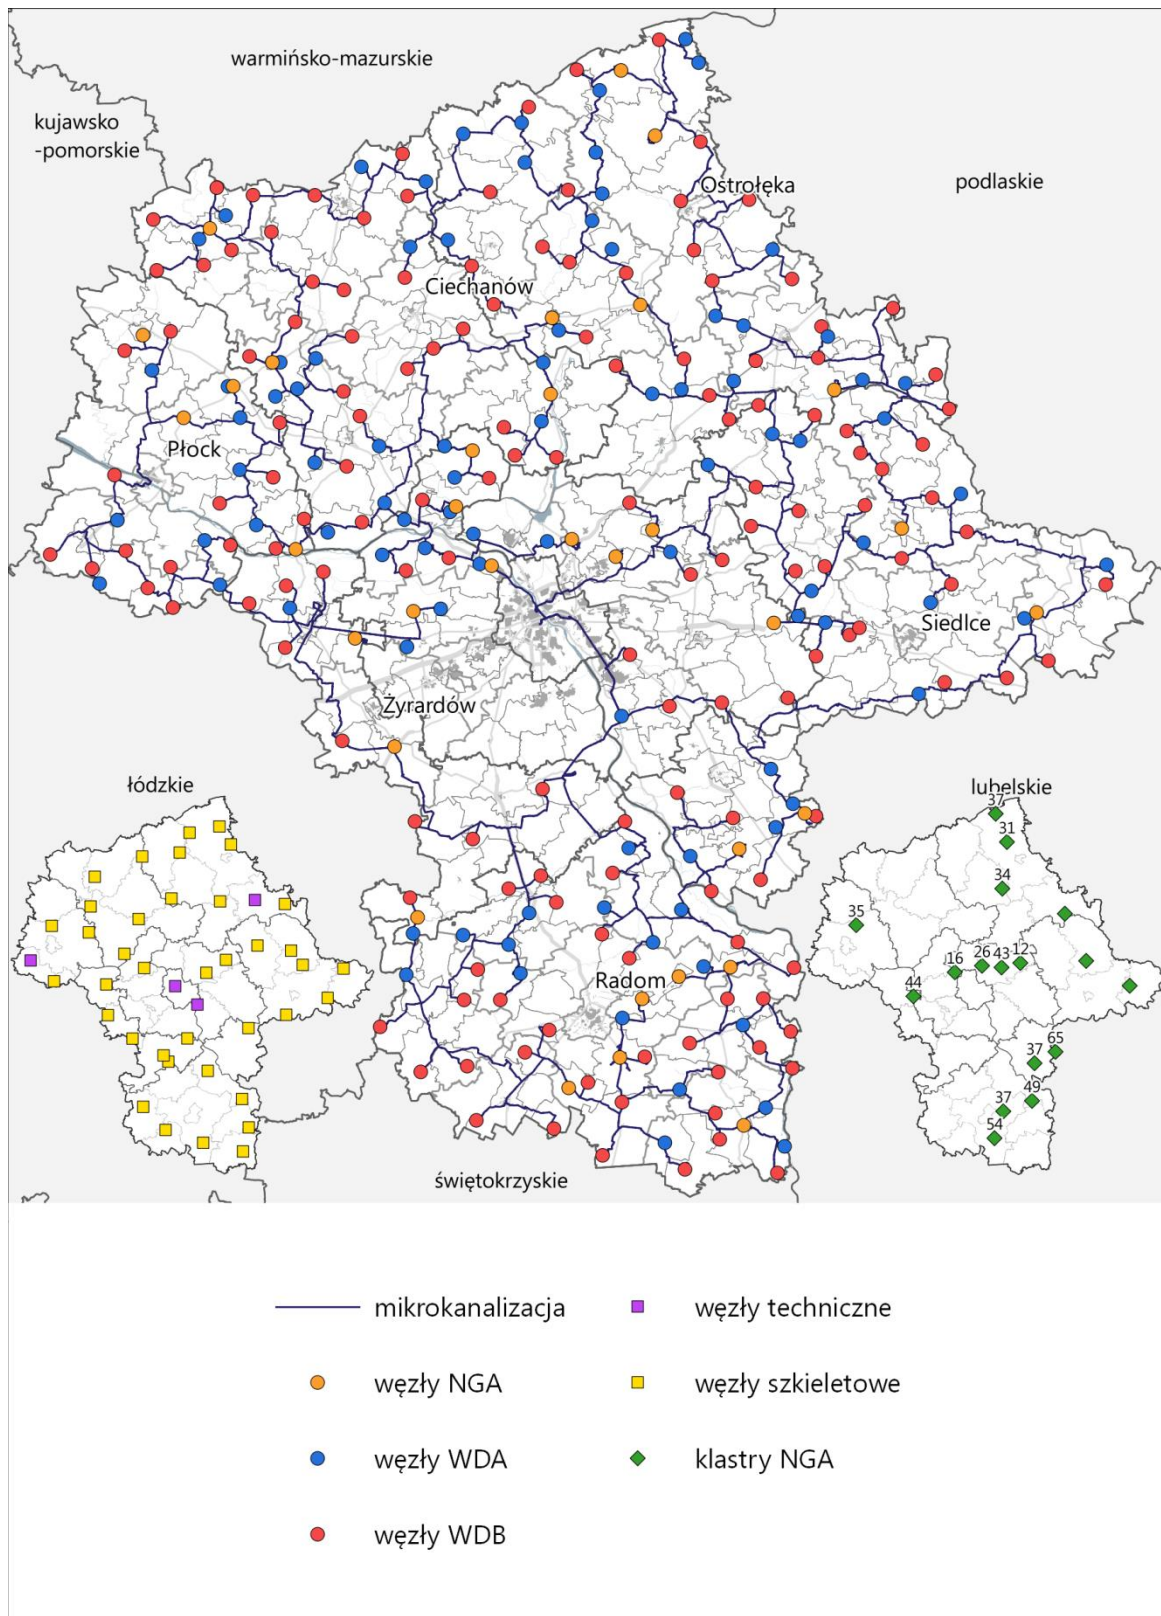 warmińsko-mazurskie
kujawsko
-pomorskie
podlaskie
Ostrołęka
Ciechanów
Płock
Siedlce
Żyrardów
łódzkie
lubelskie
37
31
34
35
16
26
43
12
44
Radom
65
37
49
37
54
świętokrzyskie
mikrokanalizacja
węzły techniczne
węzły NGA
węzły szkieletowe
węzły WDA
klastry NGA
węzły WDB